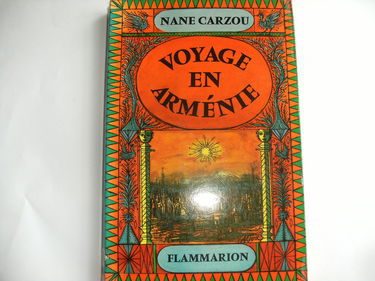 NANE CARZOU
VOYAGE
EN
ARMÉNIE
FLAMMARION